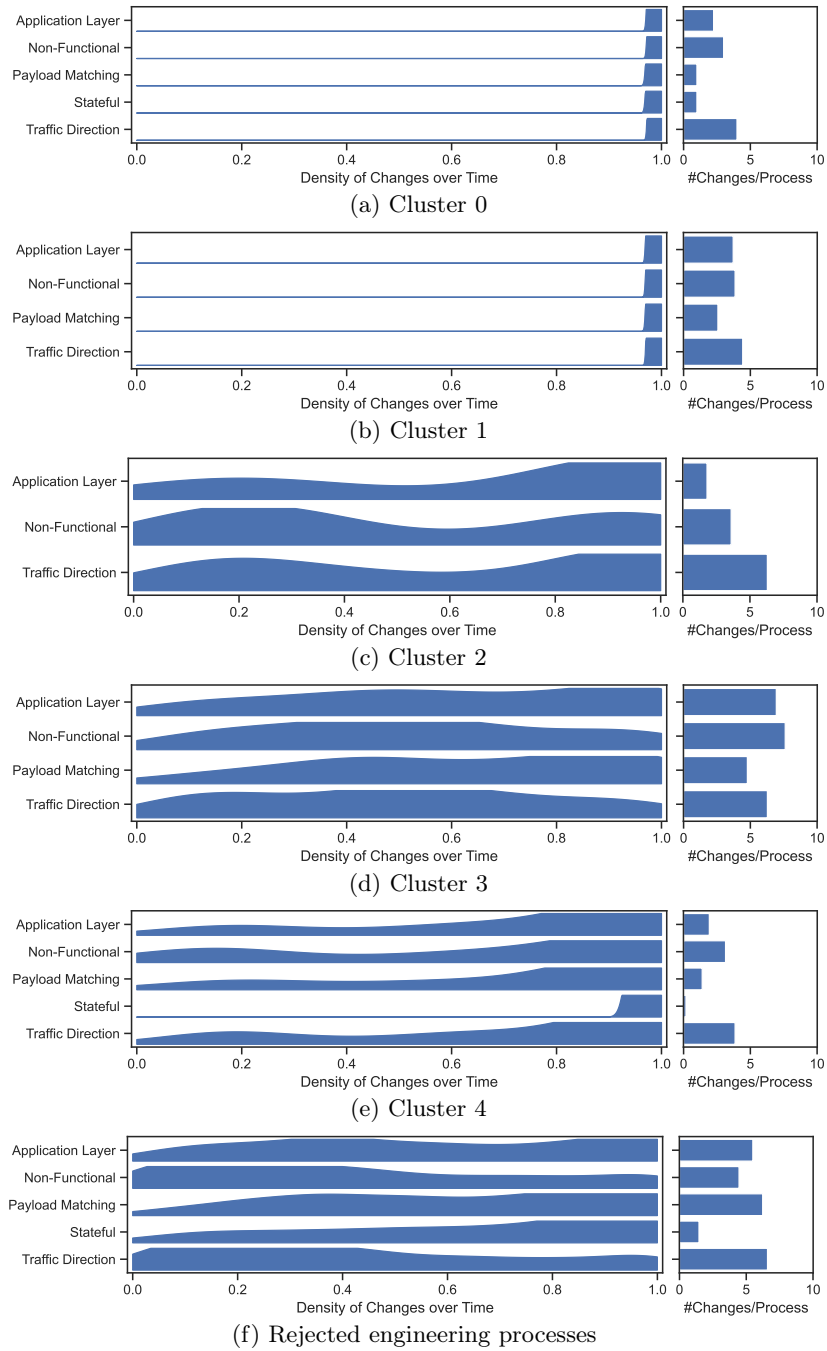 Application Layer
Non-Functional
Payload Matching
Stateful
Traffic Direction
0.0 0.2 0.4 0.6 0.8 1.0 0 5 10
Density of Changes over Time #Changes/Process
(a) Cluster 0
Application Layer
Non-Functional
Payload Matching
Traffic Direction
0.0 0.2 0.4 0.6 0.8 1.0 0 5 10
Density of Changes over Time #Changes/Process
(b) Cluster 1
Application Layer
Non-Functional
Traffic Direction
0.0 0.2 0.4 0.6 0.8 1.0 0 5 10
Density of Changes over Time #Changes/Process
(c) Cluster 2
Application Layer
Non-Functional
Payload Matching
Traffic Direction
0.0 0.2 0.4 0.6 0.8 1.0 0 5 10
Density of Changes over Time #Changes/Process
(d) Cluster 3
Application Layer
Non-Functional
Payload Matching
Stateful
Traffic Direction
0.0 0.2 0.4 0.6 0.8 1.0 0 5 10
Density of Changes over Time #Changes/Process
(e) Cluster 4
Application Layer
Non-Functional
Payload Matching
Stateful
Traffic Direction
0.0 0.2 0.4 0.6 0.8 1.0 0 5 10
Density of Changes over Time #Changes/Process
(f) Rejected engineering processes